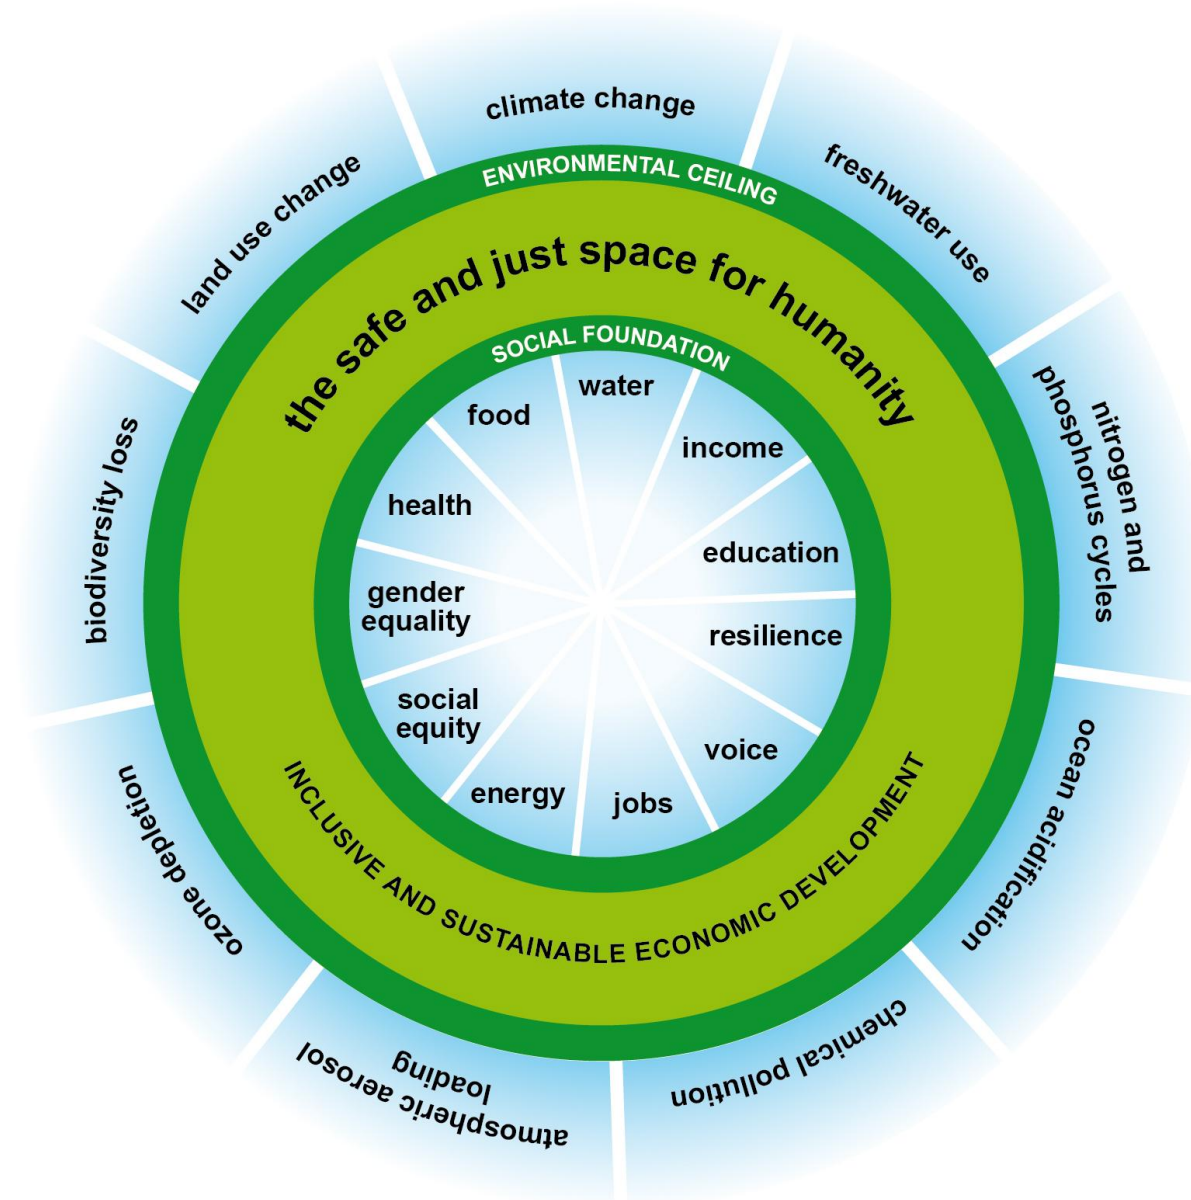 climate change
freshwater use
nitrogen and
phosphorus cycles
ocean acidification
chemical pollution
atmospheric aerosol
loading
ozone depletion
biodiversity loss
land use change
ENVIRONMENTAL CEILING
the safe and just space for humanity
SOCIAL FOUNDATION
water
income
education
resilience
voice
jobs
energy
social
equity
gender
equality
health
food
INCLUSIVE AND SUSTAINABLE ECONOMIC DEVELOPMENT